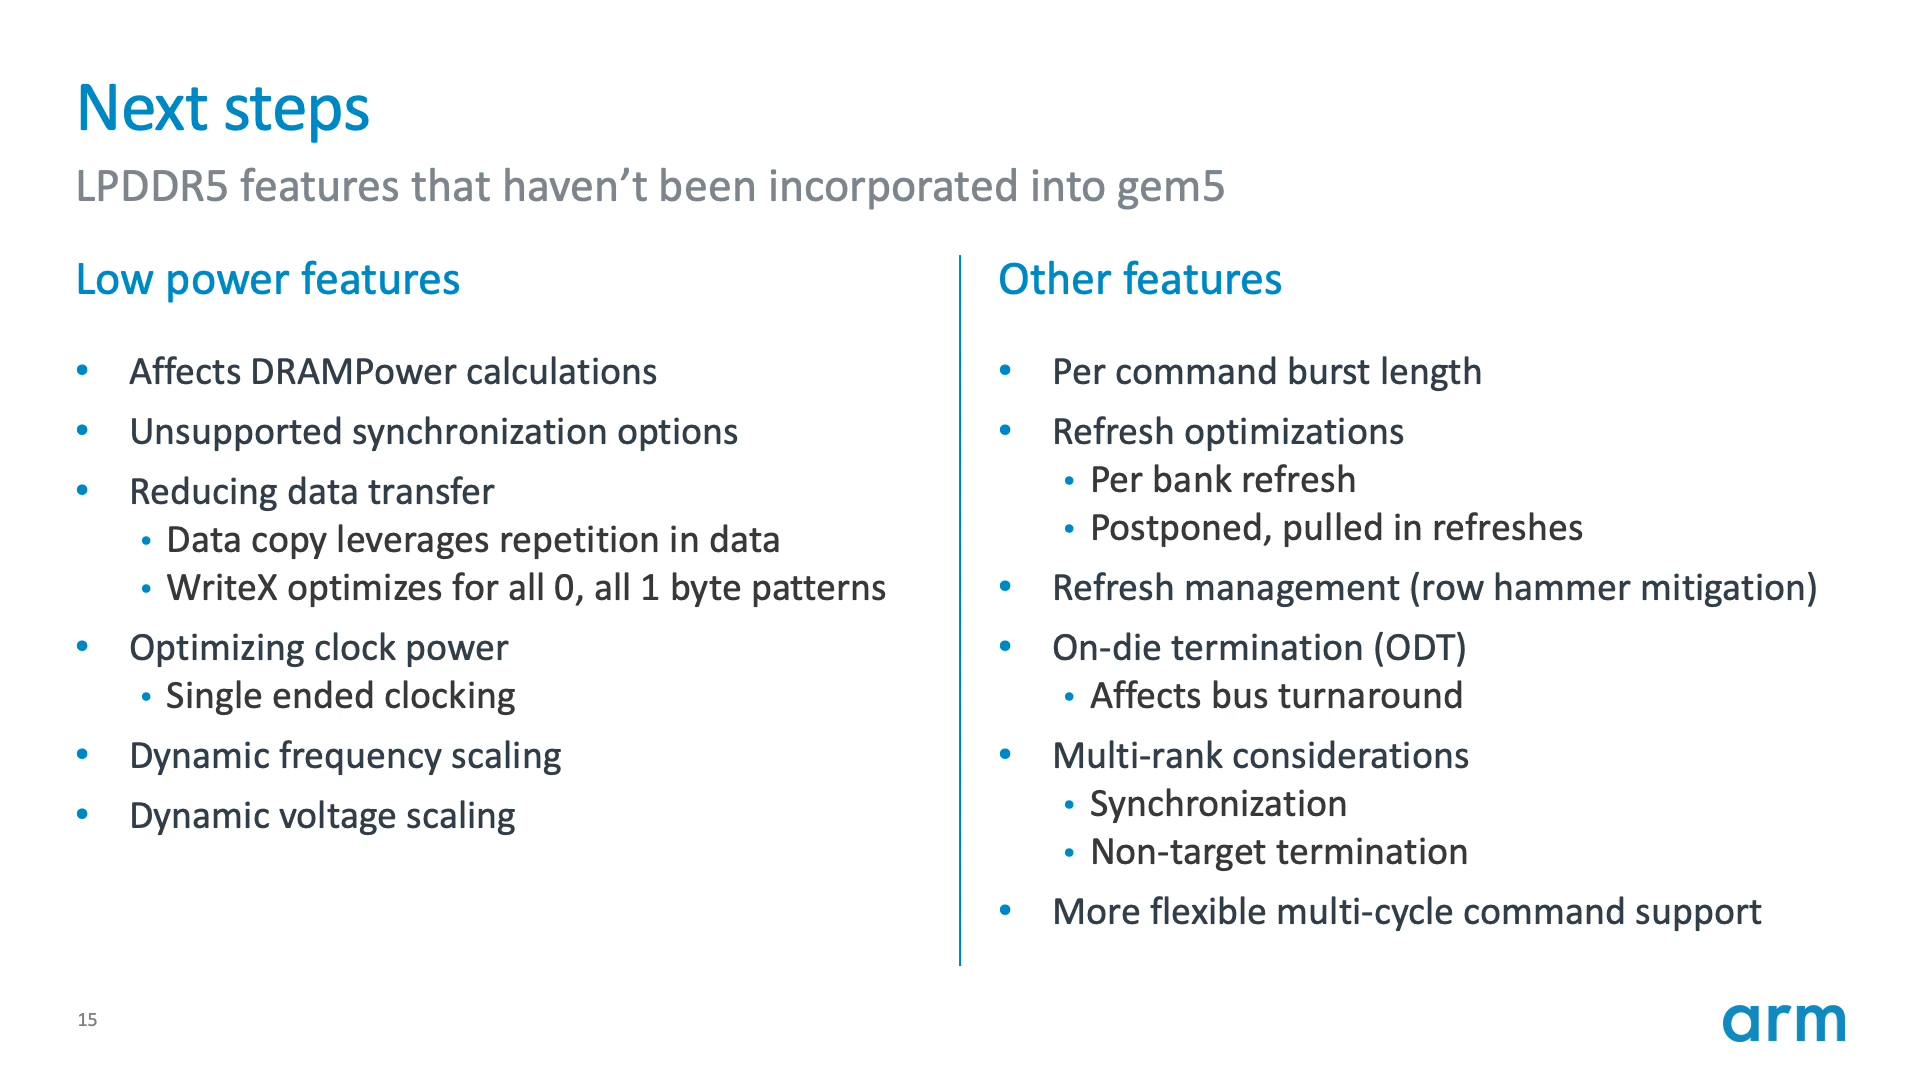 Next steps
LPDDR5 features that haven’t been incorporated into gem5
Low power features
• Affects DRAMPower calculations
• Unsupported synchronization options
• Reducing data transfer
• Data copy leverages repetition in data
• WriteX optimizes for all 0, all 1 byte patterns
• Optimizing clock power
• Single ended clocking
• Dynamic frequency scaling
• Dynamic voltage scaling
Other features
• Per command burst length
• Refresh optimizations
• Per bank refresh
• Postponed, pulled in refreshes
• Refresh management (row hammer mitigation)
• On-die termination (ODT)
• Affects bus turnaround
• Multi-rank considerations
• Synchronization
• Non-target termination
• More flexible multi-cycle command support
15
arm